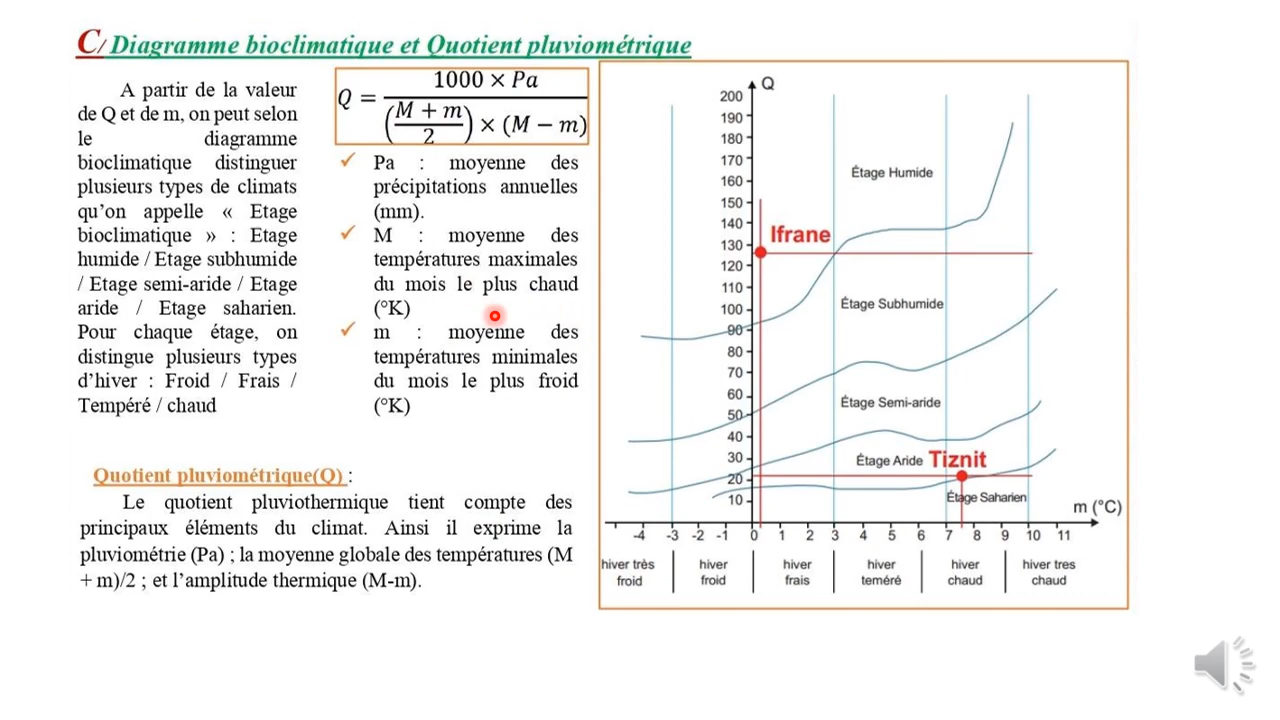 C/ Diagramme bioclimatique et Quotient pluviométrique
A partir de la valeur
de Q et de m, on peut selon
le diagramme
bioclimatique distinguer
plusieurs types de climats
qu'on appelle « Etage
bioclimatique » : Etage
humide / Etage subhumide
/ Etage semi-aride / Etage
aride / Etage saharien.
Pour chaque étage, on
distingue plusieurs types
d'hiver : Froid / Frais /
Tempéré / chaud
Q = 1000 × Pa / ((M + m)/2) × (M − m)
✓ Pa : moyenne des
précipitations annuelles
(mm).
✓ M : moyenne des
températures maximales
du mois le plus chaud
(°K)
✓ m : moyenne des
températures minimales
du mois le plus froid
(°K)
Quotient pluviométrique(Q) :
Le quotient pluviothermique tient compte des
principaux éléments du climat. Ainsi il exprime la
pluviométrie (Pa) ; la moyenne globale des températures (M
+ m)/2 ; et l'amplitude thermique (M-m).
Q
200
190
180
170
160
150
140
130
120
110
100
90
80
70
60
50
40
30
20
10
Étage Humide
Ifrane
Étage Subhumide
Étage Semi-aride
Étage Aride
Tiznit
Étage Saharien
m (°C)
-4 -3 -2 -1 0 1 2 3 4 5 6 7 8 9 10 11
hiver très
froid
hiver
froid
hiver
frais
hiver
teméré
hiver
chaud
hiver tres
chaud